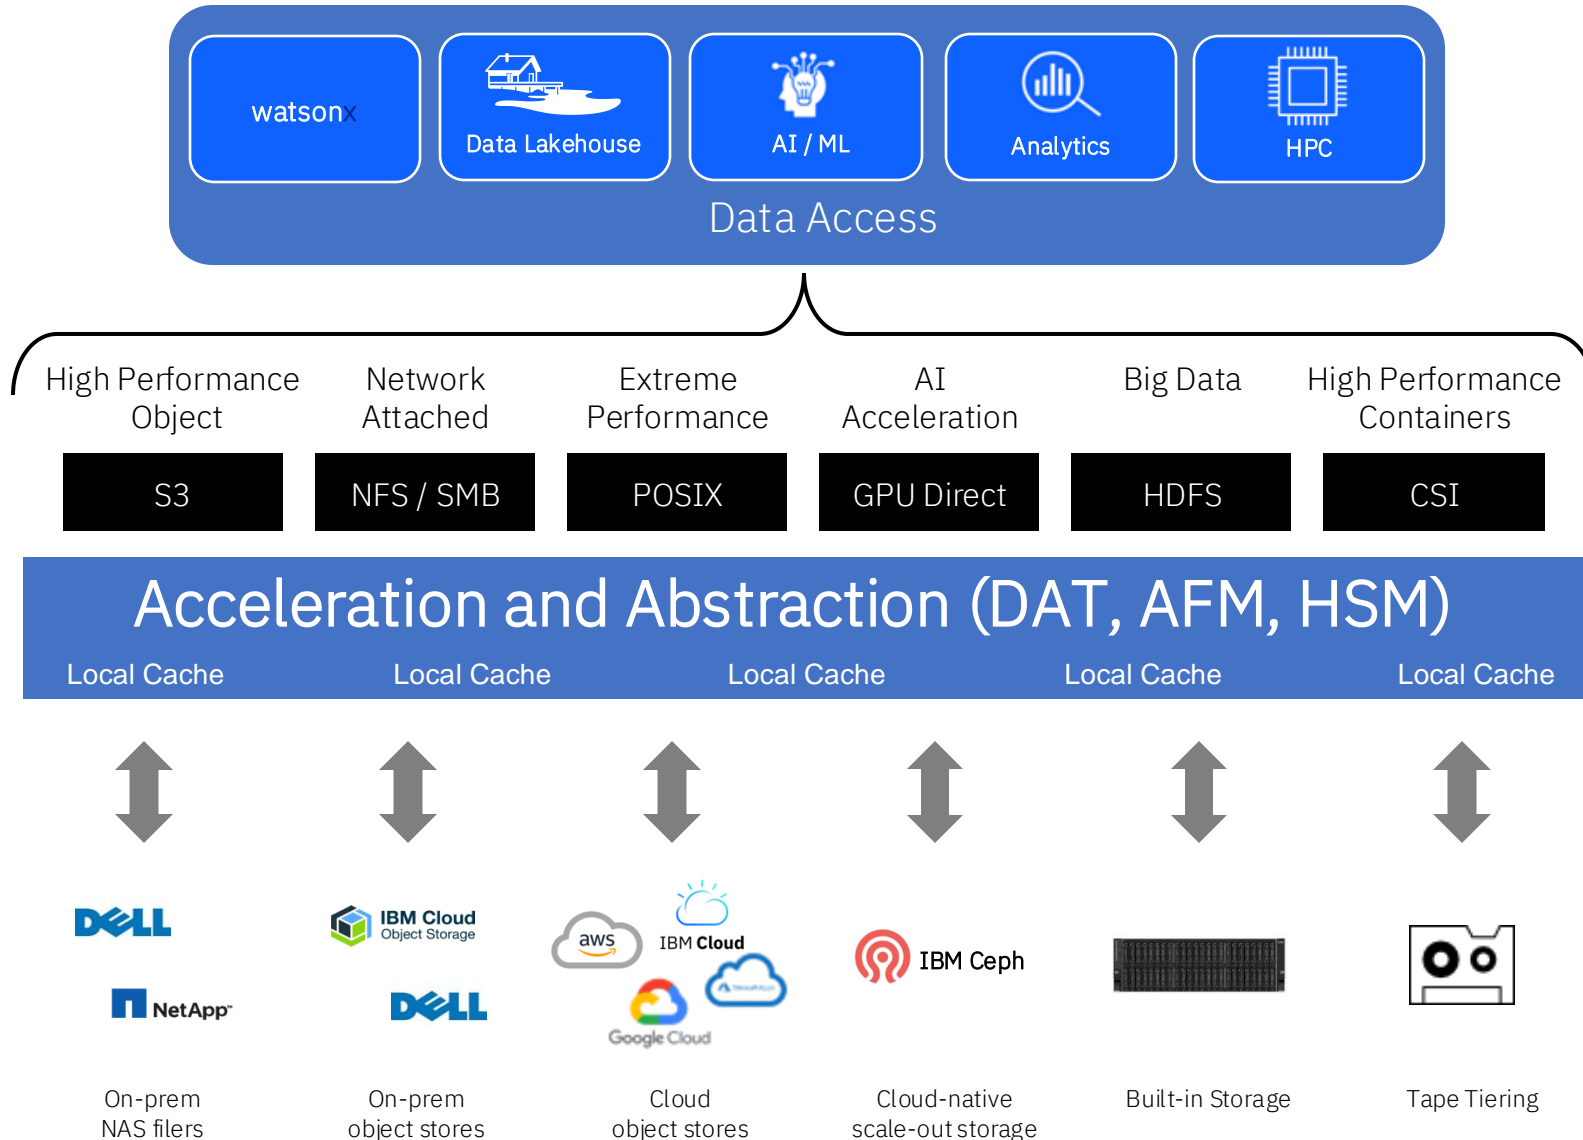 watsonx
Data Lakehouse
AI / ML
Analytics
HPC
Data Access
High Performance
Object
Network
Attached
Extreme
Performance
AI
Acceleration
Big Data
High Performance
Containers
S3
NFS / SMB
POSIX
GPU Direct
HDFS
CSI
Acceleration and Abstraction (DAT, AFM, HSM)
Local Cache
Local Cache
Local Cache
Local Cache
Local Cache
DELL
NetApp™
IBM Cloud
Object Storage
DELL
aws
IBM Cloud
Microsoft Azure
Google Cloud
IBM Ceph
On-prem
NAS filers
On-prem
object stores
Cloud
object stores
Cloud-native
scale-out storage
Built-in Storage
Tape Tiering